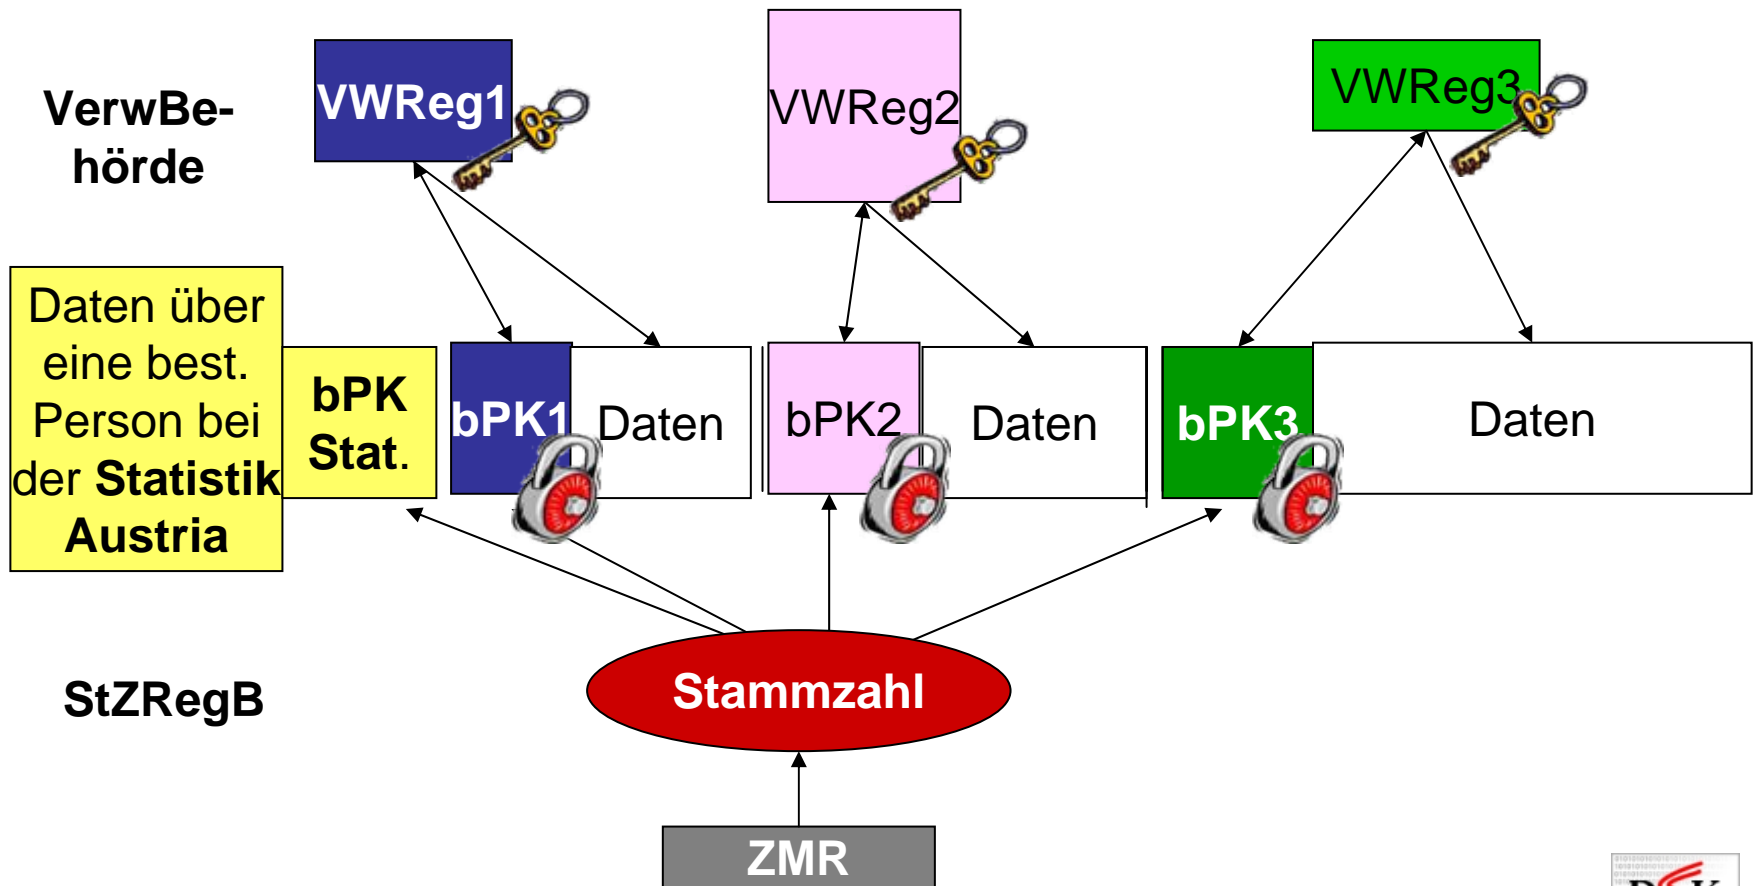 VerwBe-
hörde
VWReg1
VWReg2
VWReg3
Daten über
eine best.
Person bei
der Statistik
Austria
bPK
Stat.
bPK1
Daten
bPK2
Daten
bPK3
Daten
StZRegB
Stammzahl
ZMR